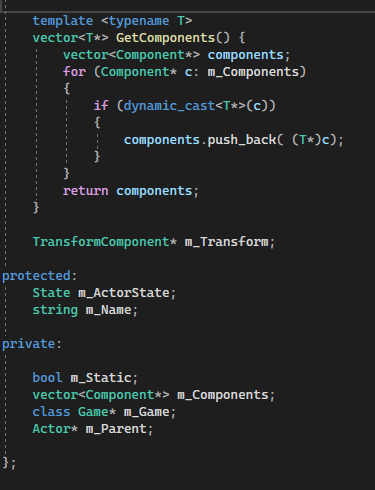 template <typename T>
vector<T*> GetComponents() {
vector<Component*> components;
for (Component* c: m_Components)
{
if (dynamic_cast<T*>(c))
{
components.push_back( (T*)c);
}
}
return components;
}
TransformComponent* m_Transform;
protected:
State m_ActorState;
string m_Name;
private:
bool m_Static;
vector<Component*> m_Components;
class Game* m_Game;
Actor* m_Parent;
};